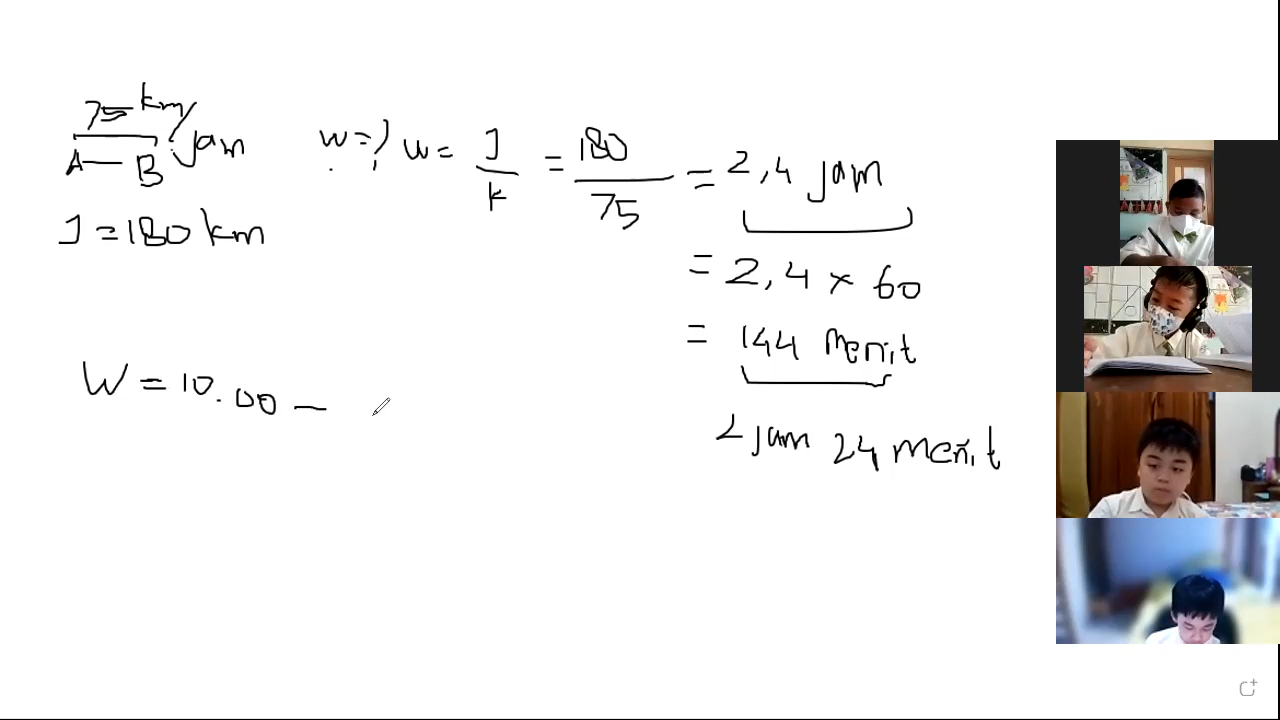 75 km/jam
A — B
J = 180 km
w = ? w = J/k = 180/75 = 2,4 jam
= 2,4 × 60
= 144 menit
2 jam 24 menit
W = 10.00 –